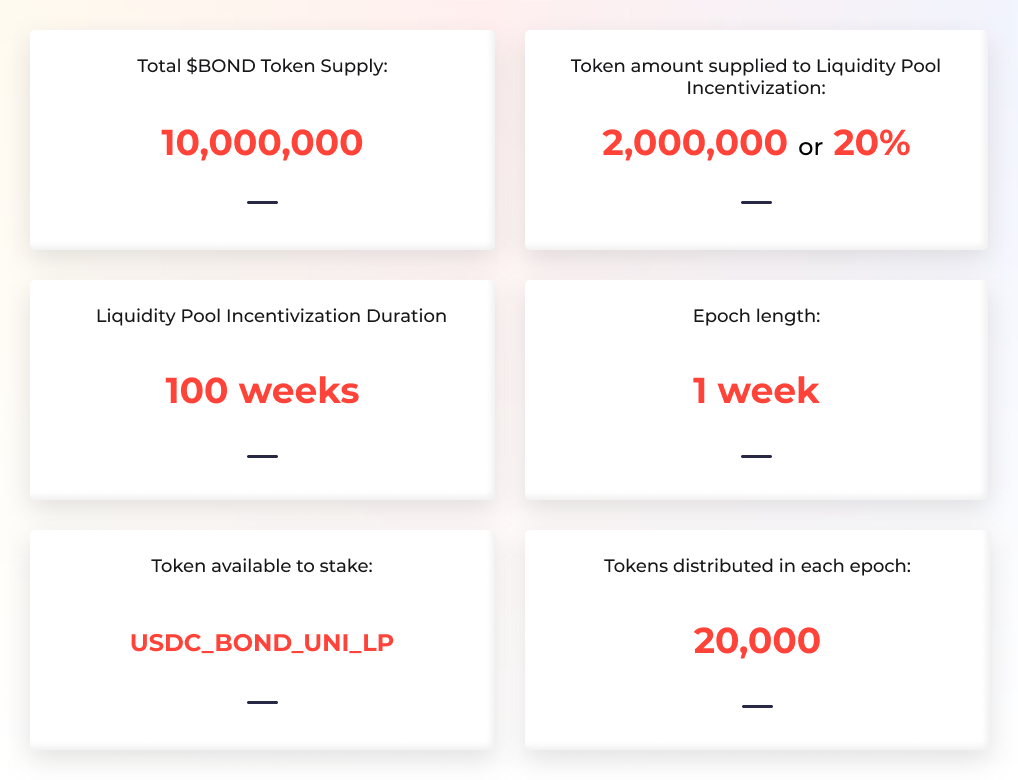 Total $BOND Token Supply:
10,000,000
Token amount supplied to Liquidity Pool
Incentivization:
2,000,000 or 20%
Liquidity Pool Incentivization Duration
100 weeks
Epoch length:
1 week
Token available to stake:
USDC_BOND_UNI_LP
Tokens distributed in each epoch:
20,000